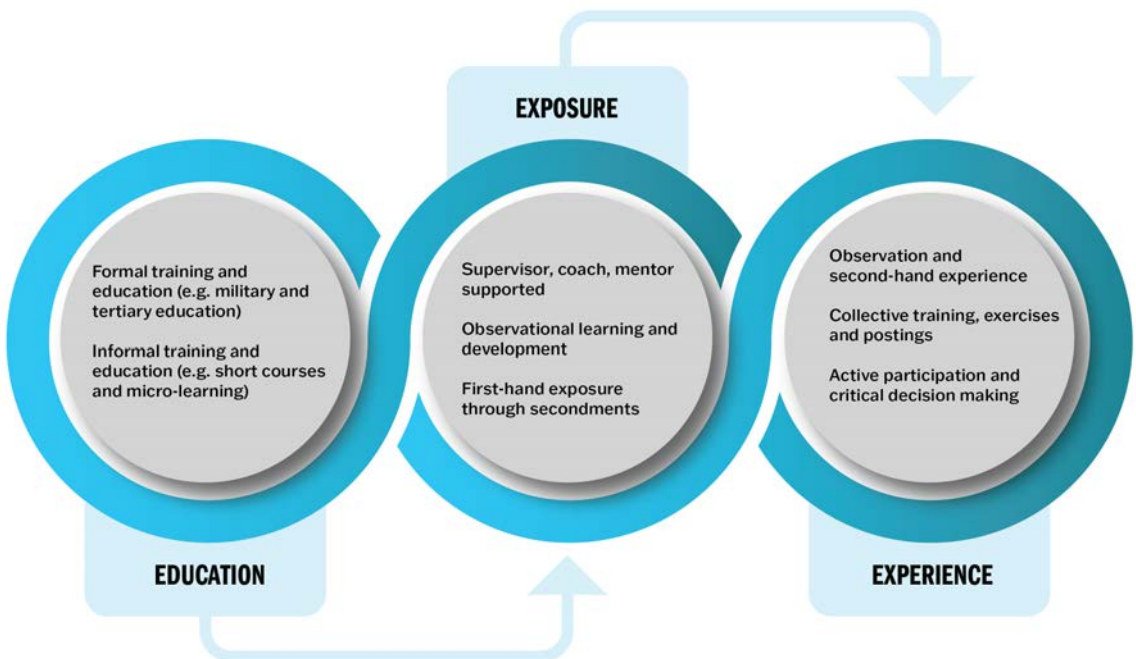 EXPOSURE
Formal training and
education (e.g. military and
tertiary education)
Informal training and
education (e.g. short courses
and micro-learning)
EDUCATION
Supervisor, coach, mentor
supported
Observational learning and
development
First-hand exposure
through secondments
Observation and
second-hand experience
Collective training, exercises
and postings
Active participation and
critical decision making
EXPERIENCE